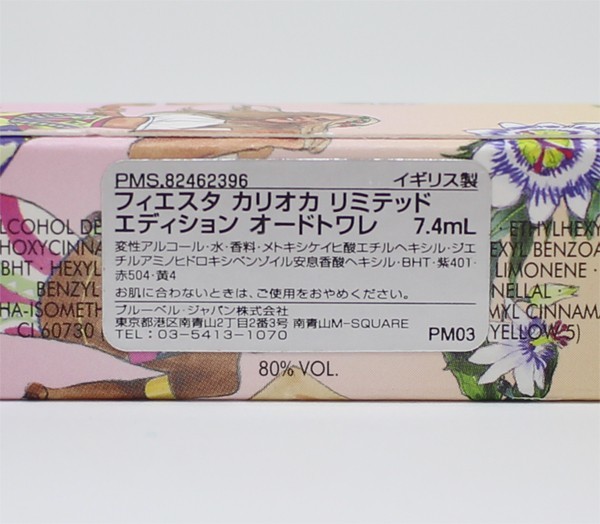 PMS.82462396 イギリス製
フィエスタ カリオカ リミテッド
エディション オードトワレ 7.4mL
変性アルコール･水･香料･メトキシケイヒ酸エチルヘキシル･ジエ
チルアミノヒドロキシベンゾイル安息香酸ヘキシル･BHT･紫401･
赤504･黄4
お肌に合わないときは、ご使用をおやめください。
ブルーベル･ジャパン株式会社
東京都港区南青山2丁目2番3号 南青山M-SQUARE
TEL：03-5413-1070 PM03
LCOHOL DE · ETHYLHEXY
HOXYCINNA EXYL BENZOA
BHT · HEXYL LIMONENE ·
BENZYL NELLAL ·
HA-ISOMETH MYL CINNAMA
CI 60730 YELLOW 5)
80% VOL.